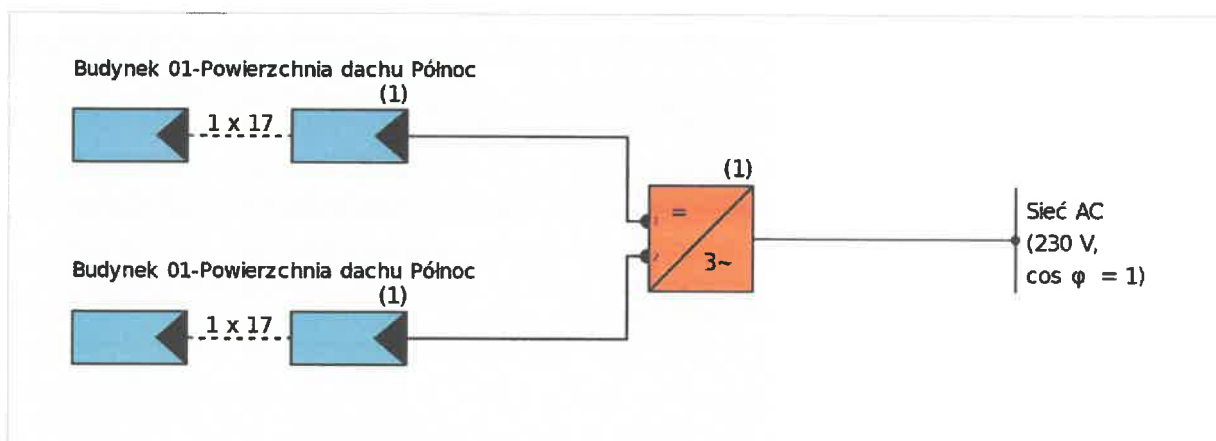 Budynek 01-Powierzchnia dachu Północ
(1)
1 x 17
(1)
=
3~
Sieć AC
(230 V,
cos φ = 1)
Budynek 01-Powierzchnia dachu Północ
(1)
1 x 17